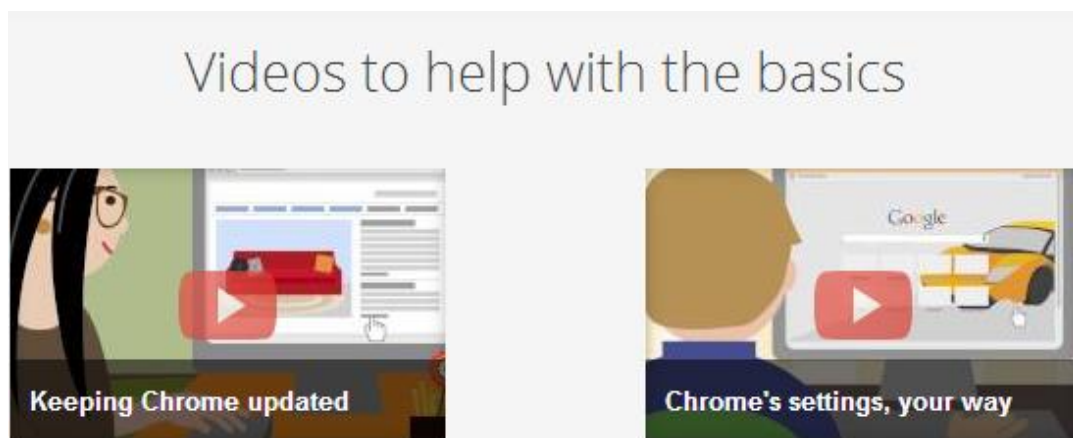 Videos to help with the basics
Google
Keeping Chrome updated
Chrome's settings, your way